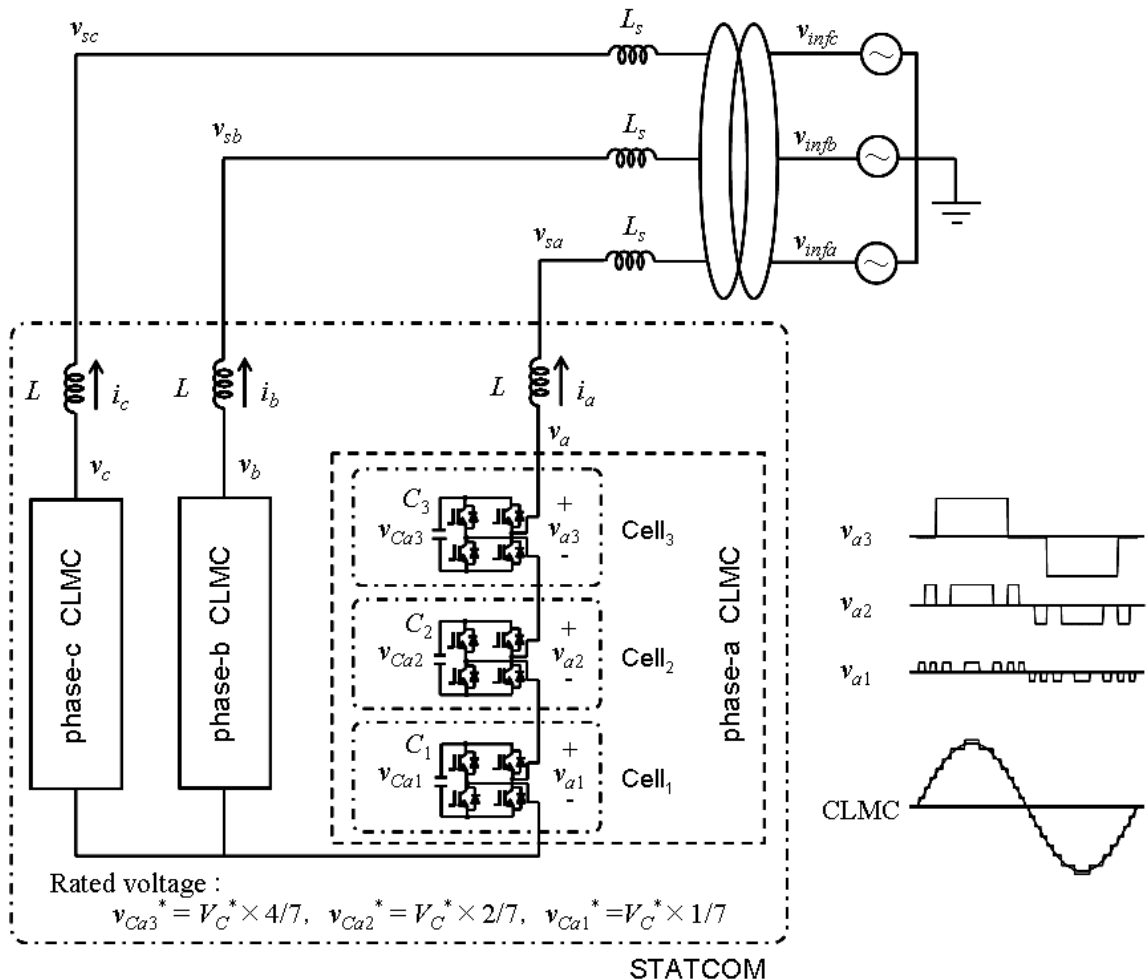 v_sc
L_s
v_infc
v_sb
L_s
v_infb
v_sa
L_s
v_infa
L
i_c
L
i_b
L
i_a
v_c
v_b
v_a
phase-c CLMC
phase-b CLMC
phase-a CLMC
C_3
v_Ca3
+
v_a3
-
Cell_3
C_2
v_Ca2
+
v_a2
-
Cell_2
C_1
v_Ca1
+
v_a1
-
Cell_1
v_a3
v_a2
v_a1
CLMC
Rated voltage :
v_Ca3* = V_C* × 4/7, v_Ca2* = V_C* × 2/7, v_Ca1* = V_C* × 1/7
STATCOM